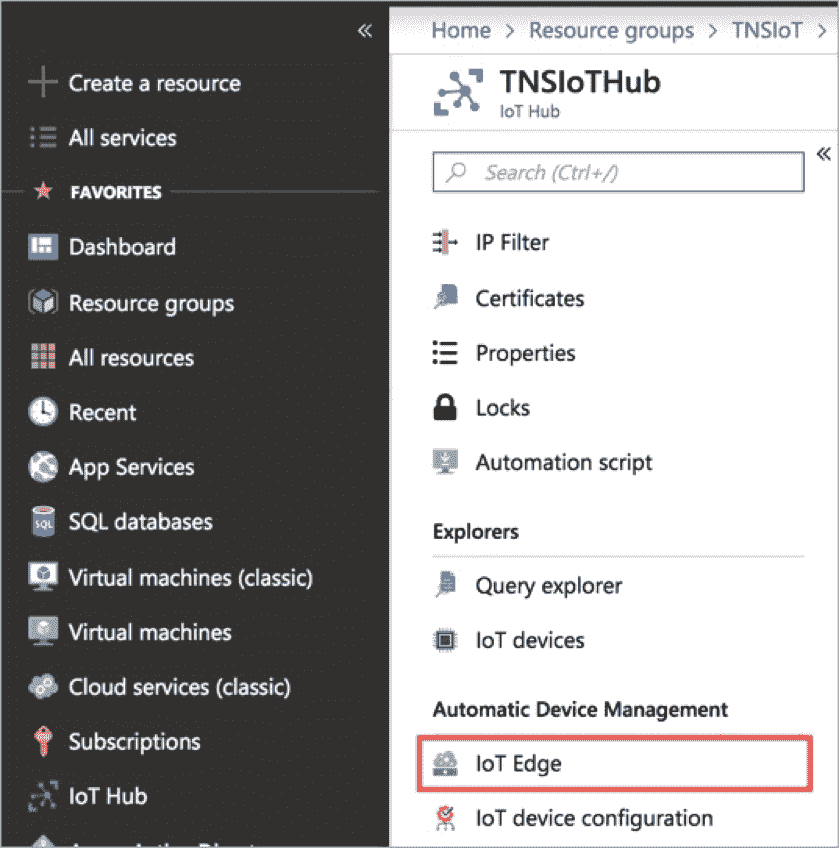 «
Create a resource
All services
FAVORITES
Dashboard
Resource groups
All resources
Recent
App Services
SQL
SQL databases
Virtual machines (classic)
Virtual machines
Cloud services (classic)
Subscriptions
IoT Hub
Home > Resource groups > TNSIoT >
TNSIoTHub
IoT Hub
«
Search (Ctrl+/)
IP Filter
Certificates
Properties
Locks
Automation script
Explorers
Query explorer
IoT devices
Automatic Device Management
IoT Edge
IoT device configuration